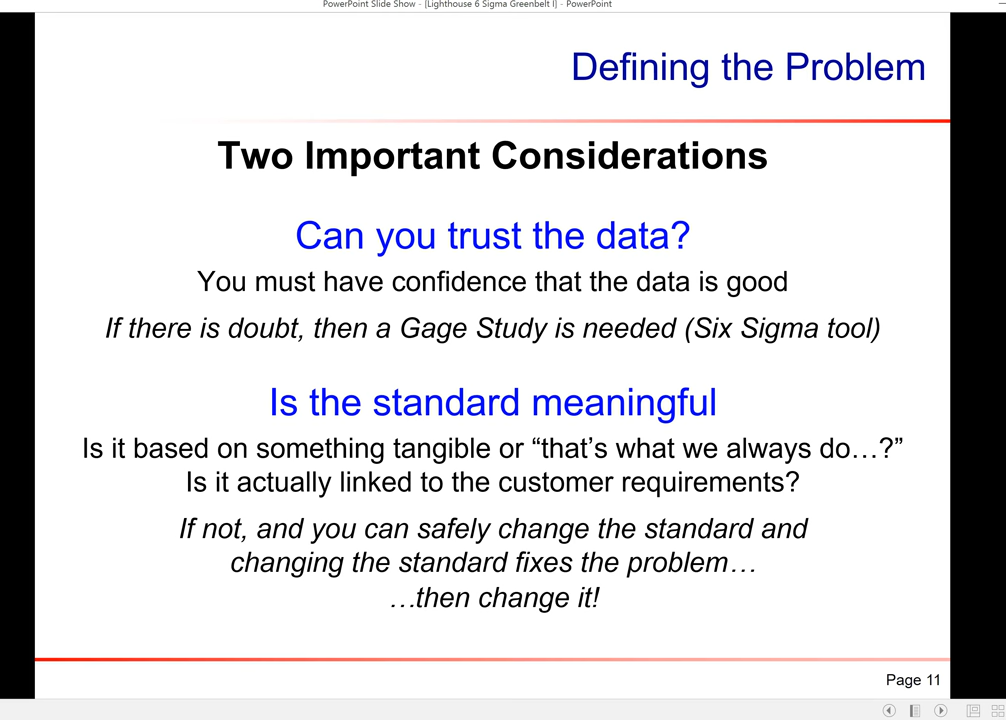 PowerPoint Slide Show - [Lighthouse 6 Sigma Greenbelt I] - PowerPoint
Defining the Problem
Two Important Considerations
Can you trust the data?
You must have confidence that the data is good
If there is doubt, then a Gage Study is needed (Six Sigma tool)
Is the standard meaningful
Is it based on something tangible or “that’s what we always do…?”
Is it actually linked to the customer requirements?
If not, and you can safely change the standard and
changing the standard fixes the problem…
…then change it!
Page 11